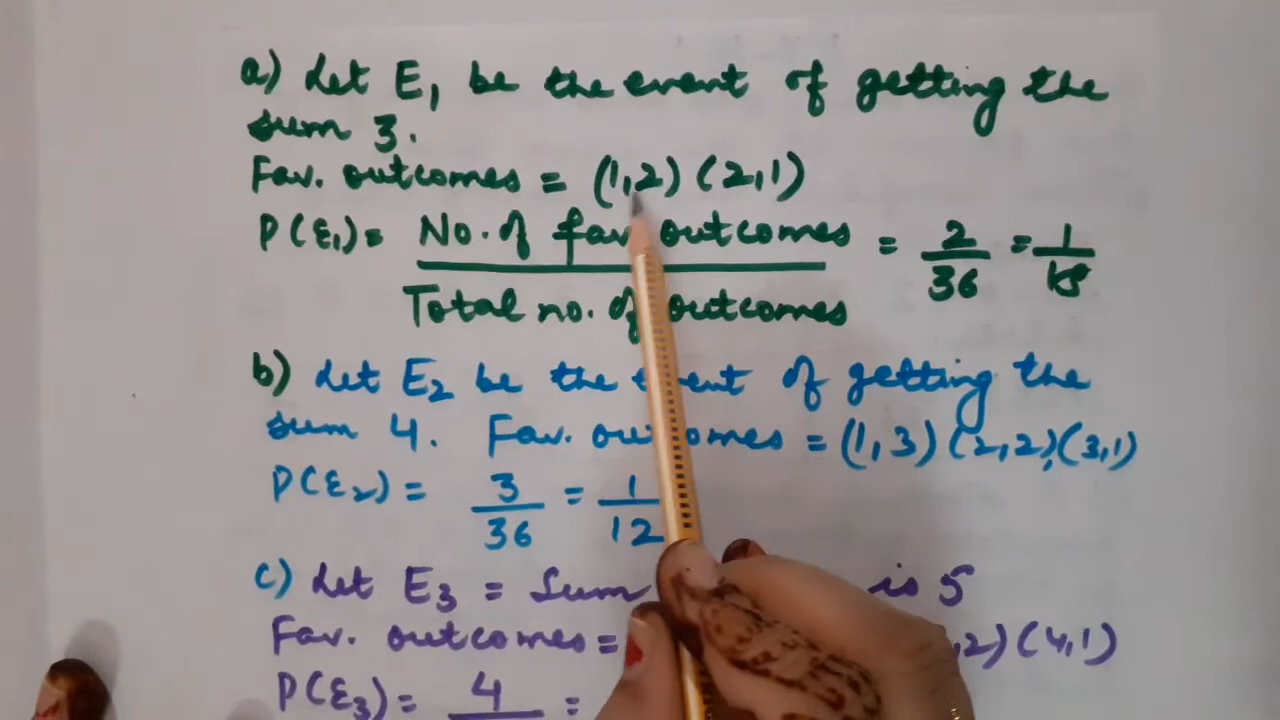 a) Let E1 be the event of getting the
sum 3.
Fav. outcomes = (1,2) (2,1)
P(E1) = No. of fav outcomes / Total no. of outcomes = 2/36 = 1/18
b) Let E2 be the event of getting the
sum 4. Fav. outcomes = (1,3) (2,2), (3,1)
P(E2) = 3/36 = 1/12
c) Let E3 = Sum is 5
Fav. outcomes = ,2) (4,1)
P(E3) = 4 =